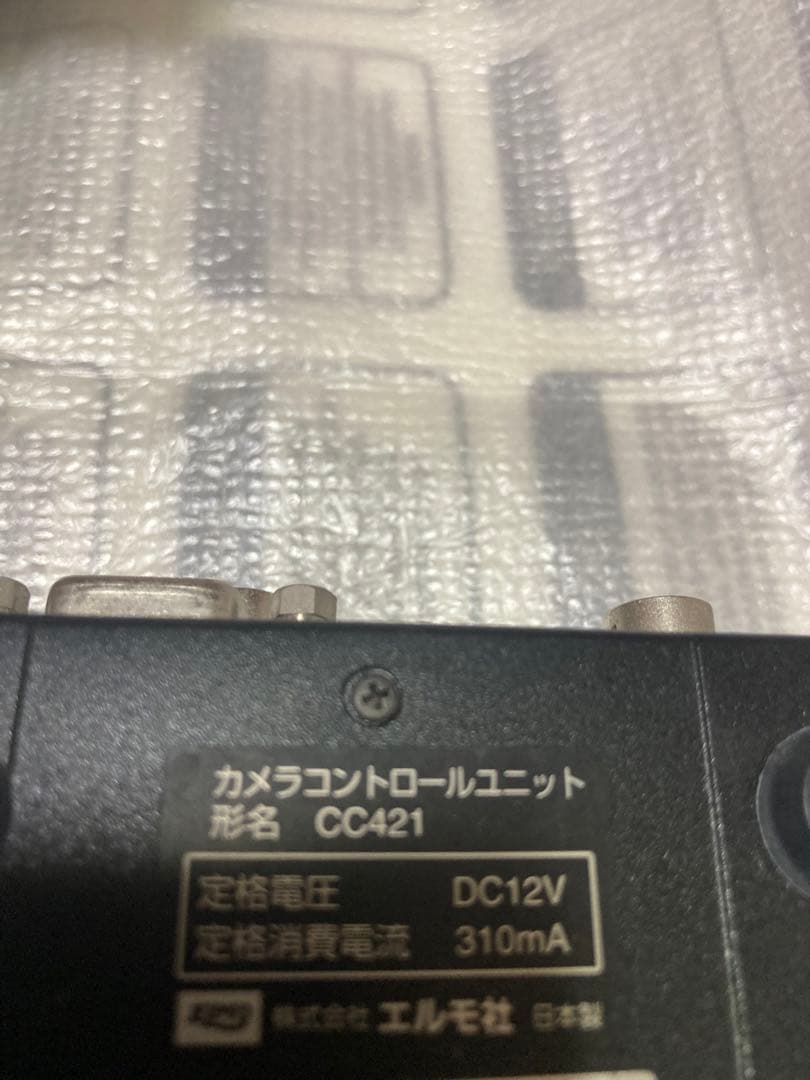 カメラコントロールユニット
形名 CC421
定格電圧 DC12V
定格消費電流 310mA
株式会社 エルモ社 日本製